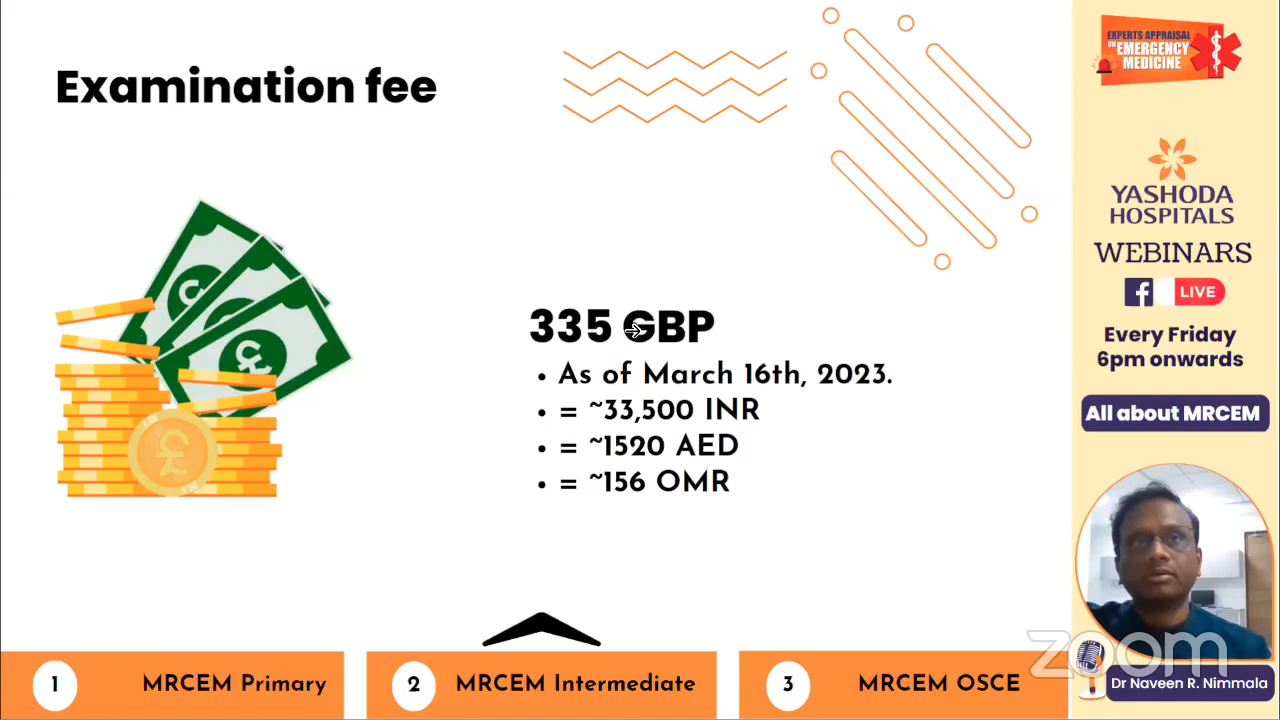 Examination fee
335 GBP
• As of March 16th, 2023.
• = ~33,500 INR
• = ~1520 AED
• = ~156 OMR
1 MRCEM Primary
2 MRCEM Intermediate
3 MRCEM OSCE
EXPERTS APPRAISAL
ON EMERGENCY
MEDICINE
YASHODA
HOSPITALS
WEBINARS
f LIVE
Every Friday
6pm onwards
All about MRCEM
zoom
Dr Naveen R. Nimmala